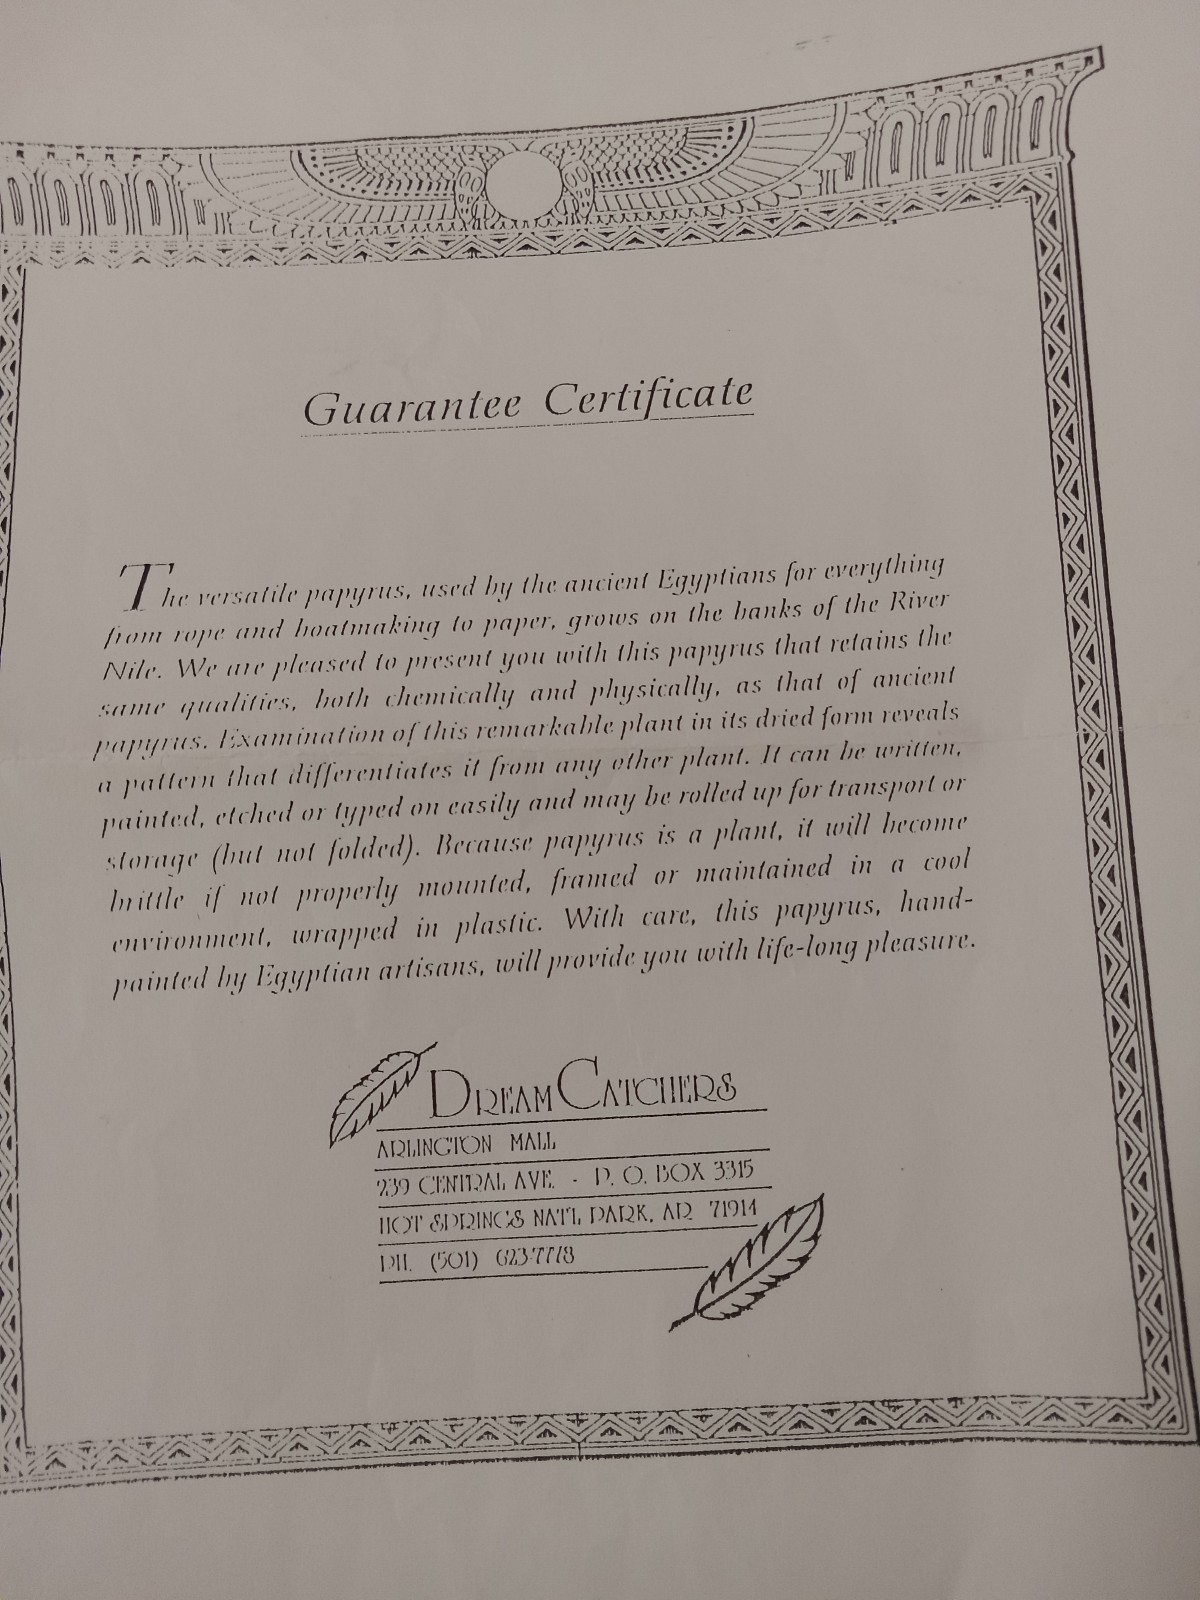 Guarantee Certificate
The versatile papyrus, used by the ancient Egyptians for everything
from rope and boatmaking to paper, grows on the banks of the River
Nile. We are pleased to present you with this papyrus that retains the
same qualities, both chemically and physically, as that of ancient
papyrus. Examination of this remarkable plant in its dried form reveals
a pattern that differentiates it from any other plant. It can be written,
painted, etched or typed on easily and may be rolled up for transport or
storage (but not folded). Because papyrus is a plant, it will become
brittle if not properly mounted, framed or maintained in a cool
environment, wrapped in plastic. With care, this papyrus, hand-
painted by Egyptian artisans, will provide you with life-long pleasure.
DREAM CATCHERS
ARLINGTON MALL
239 CENTRAL AVE. - P. O. BOX 3315
HOT SPRINGS NAT'L PARK, AR 71914
PH. (501) 623-7778